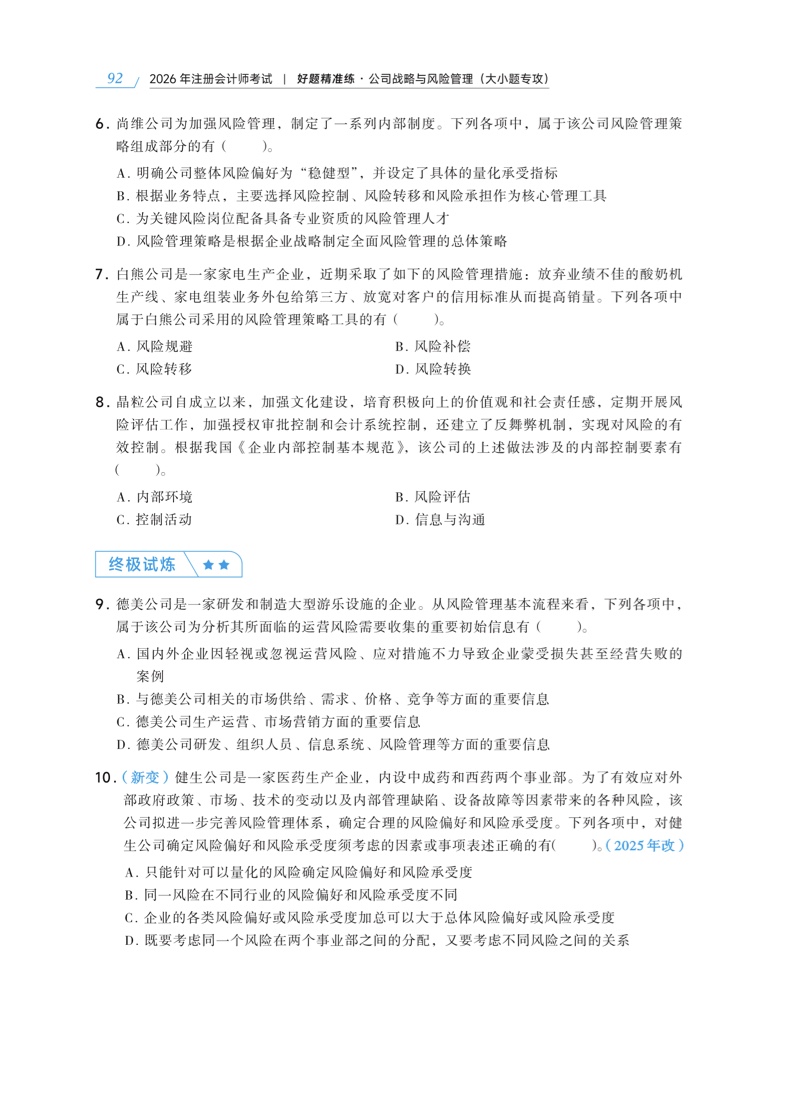 92 2026 年注册会计师考试 | 好题精准练 · 公司战略与风险管理（大小题专攻）
6. 尚维公司为加强风险管理，制定了一系列内部制度。下列各项中，属于该公司风险管理策
略组成部分的有（　　）。
A. 明确公司整体风险偏好为“稳健型”，并设定了具体的量化承受指标
B. 根据业务特点，主要选择风险控制、风险转移和风险承担作为核心管理工具
C. 为关键风险岗位配备具备专业资质的风险管理人才
D. 风险管理策略是根据企业战略制定全面风险管理的总体策略
7. 白熊公司是一家家电生产企业，近期采取了如下的风险管理措施：放弃业绩不佳的酸奶机
生产线、家电组装业务外包给第三方、放宽对客户的信用标准从而提高销量。下列各项中
属于白熊公司采用的风险管理策略工具的有（　　）。
A. 风险规避 B. 风险补偿
C. 风险转移 D. 风险转换
8. 晶粒公司自成立以来，加强文化建设，培育积极向上的价值观和社会责任感，定期开展风
险评估工作，加强授权审批控制和会计系统控制，还建立了反舞弊机制，实现对风险的有
效控制。根据我国《企业内部控制基本规范》，该公司的上述做法涉及的内部控制要素有
（　　）。
A. 内部环境 B. 风险评估
C. 控制活动 D. 信息与沟通
终极试炼 ★★
9. 德美公司是一家研发和制造大型游乐设施的企业。从风险管理基本流程来看，下列各项中，
属于该公司为分析其所面临的运营风险需要收集的重要初始信息有（　　）。
A. 国内外企业因轻视或忽视运营风险、应对措施不力导致企业蒙受损失甚至经营失败的
案例
B. 与德美公司相关的市场供给、需求、价格、竞争等方面的重要信息
C. 德美公司生产运营、市场营销方面的重要信息
D. 德美公司研发、组织人员、信息系统、风险管理等方面的重要信息
10.（新变）健生公司是一家医药生产企业，内设中成药和西药两个事业部。为了有效应对外
部政府政策、市场、技术的变动以及内部管理缺陷、设备故障等因素带来的各种风险，该
公司拟进一步完善风险管理体系，确定合理的风险偏好和风险承受度。下列各项中，对健
生公司确定风险偏好和风险承受度须考虑的因素或事项表述正确的有（　　）。（2025 年改）
A. 只能针对可以量化的风险确定风险偏好和风险承受度
B. 同一风险在不同行业的风险偏好和风险承受度不同
C. 企业的各类风险偏好或风险承受度加总可以大于总体风险偏好或风险承受度
D. 既要考虑同一个风险在两个事业部之间的分配，又要考虑不同风险之间的关系